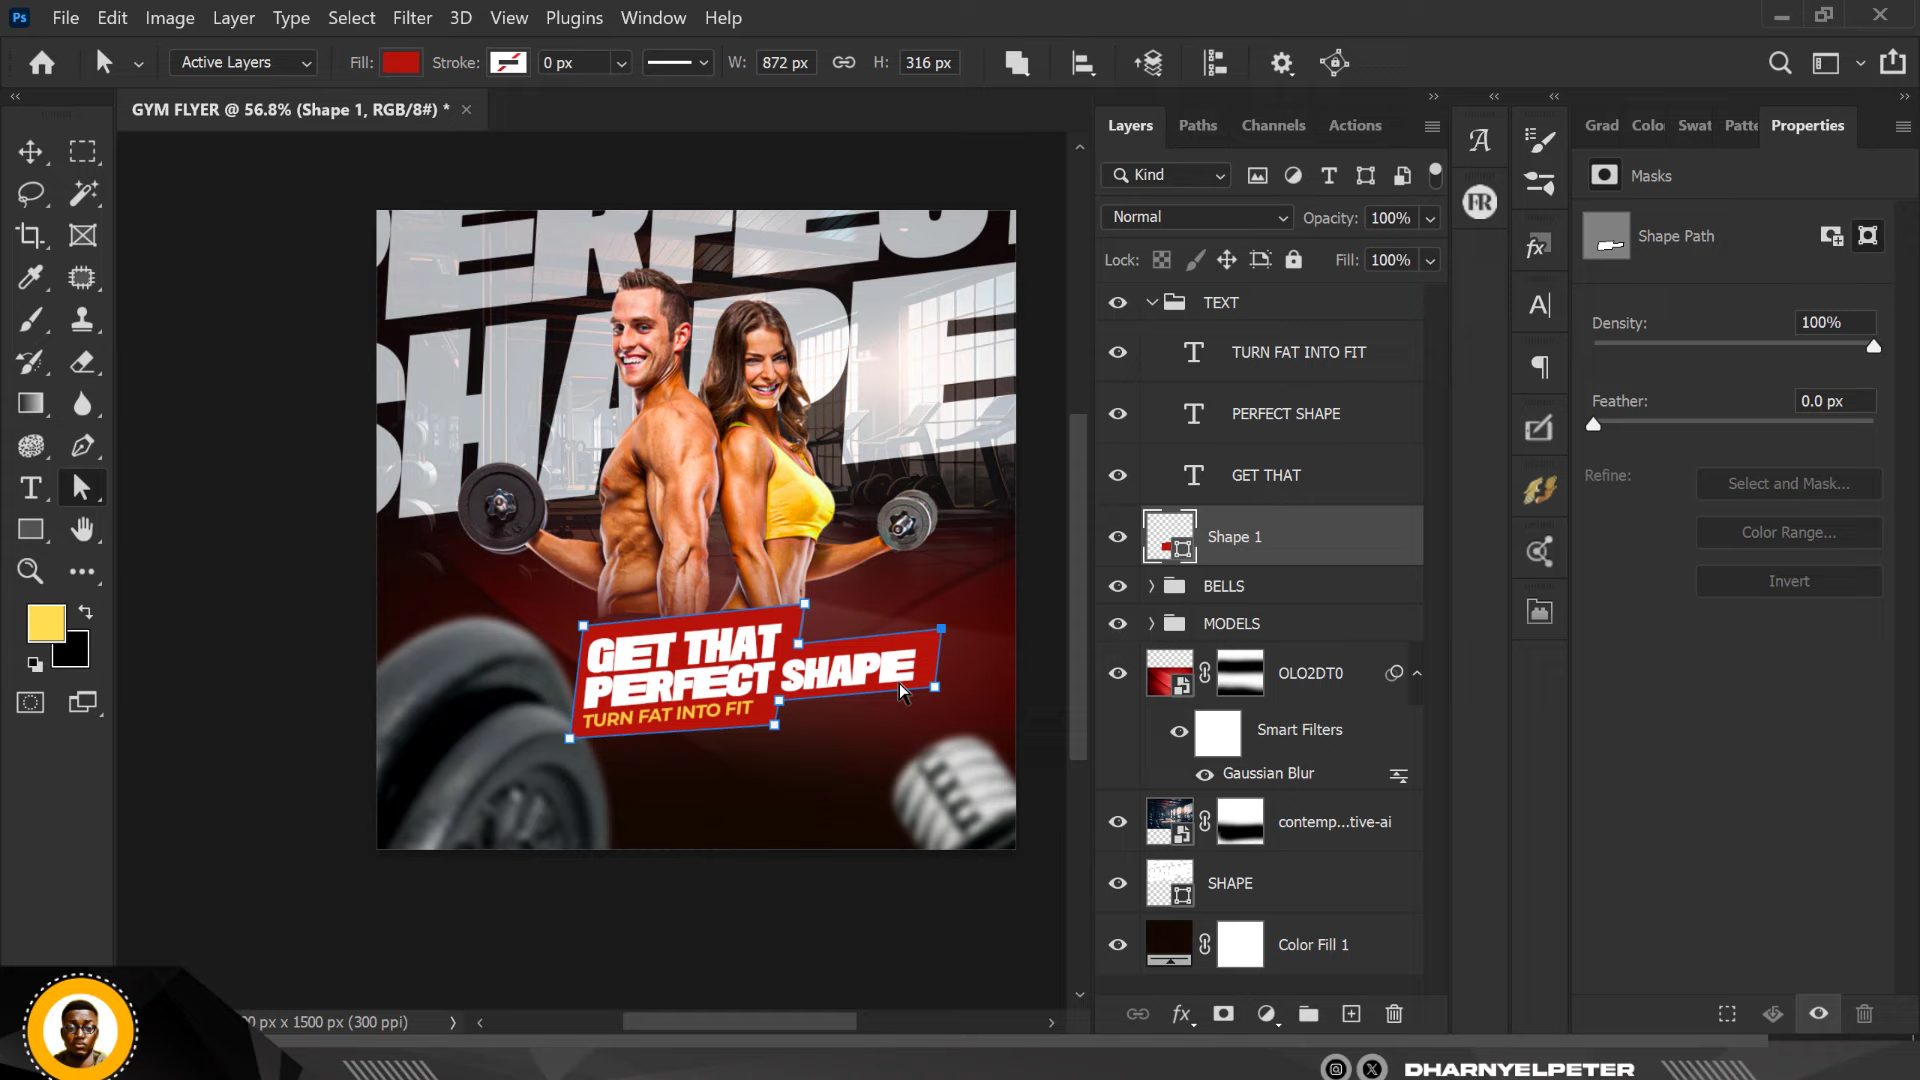 Ps File Edit Image Layer Type Select Filter 3D View Plugins Window Help
Active Layers Fill: Stroke: 0 px W: 872 px H: 316 px
GYM FLYER @ 56.8% (Shape 1, RGB/8#) *
Layers Paths Channels Actions
Grad Colo Swat Patte Properties
Kind
Masks
Normal Opacity: 100%
Shape Path
Lock: Fill: 100%
TEXT
TURN FAT INTO FIT
PERFECT SHAPE
GET THAT
Shape 1
BELLS
MODELS
OLO2DT0
Smart Filters
Gaussian Blur
contemp...tive-ai
SHAPE
Color Fill 1
Density: 100%
Feather: 0.0 px
Refine: Select and Mask...
Color Range...
Invert
PERFECT
SHAPE
GET THAT
PERFECT SHAPE
TURN FAT INTO FIT
0 px x 1500 px (300 ppi)
DHARNYELPETER